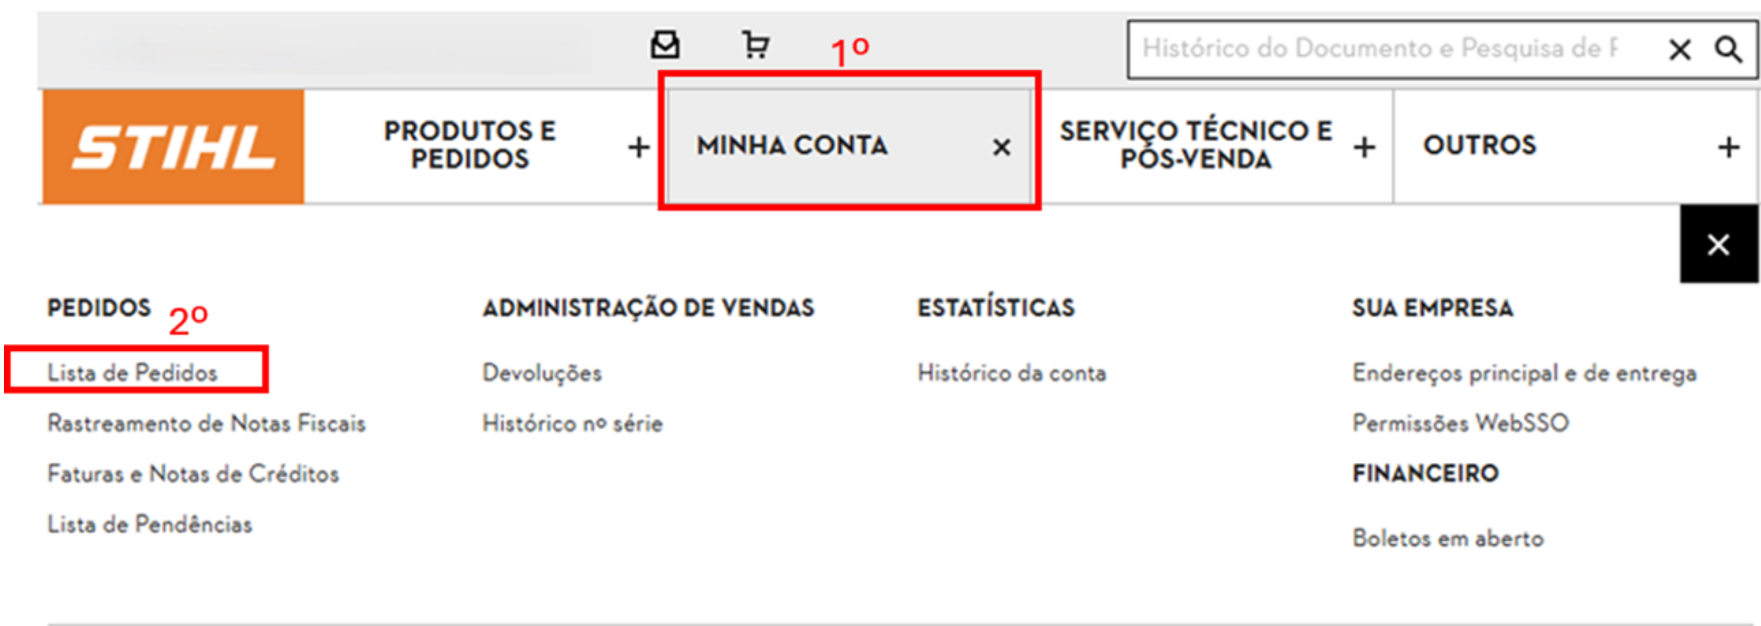 1º
Histórico do Documento e Pesquisa de F
STIHL
PRODUTOS E
PEDIDOS
MINHA CONTA
SERVIÇO TÉCNICO E
PÓS-VENDA
OUTROS
PEDIDOS
2º
Lista de Pedidos
Rastreamento de Notas Fiscais
Faturas e Notas de Créditos
Lista de Pendências
ADMINISTRAÇÃO DE VENDAS
Devoluções
Histórico nº série
ESTATÍSTICAS
Histórico da conta
SUA EMPRESA
Endereços principal e de entrega
Permissões WebSSO
FINANCEIRO
Boletos em aberto